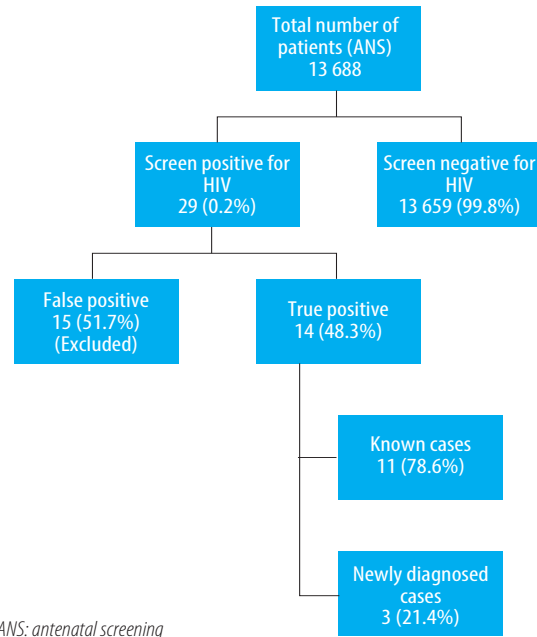 Total number of
patients (ANS)
13 688
Screen positive for
HIV
29 (0.2%)
Screen negative for
HIV
13 659 (99.8%)
False positive
15 (51.7%)
(Excluded)
True positive
14 (48.3%)
Known cases
11 (78.6%)
Newly diagnosed
cases
3 (21.4%)
ANS: antenatal screening